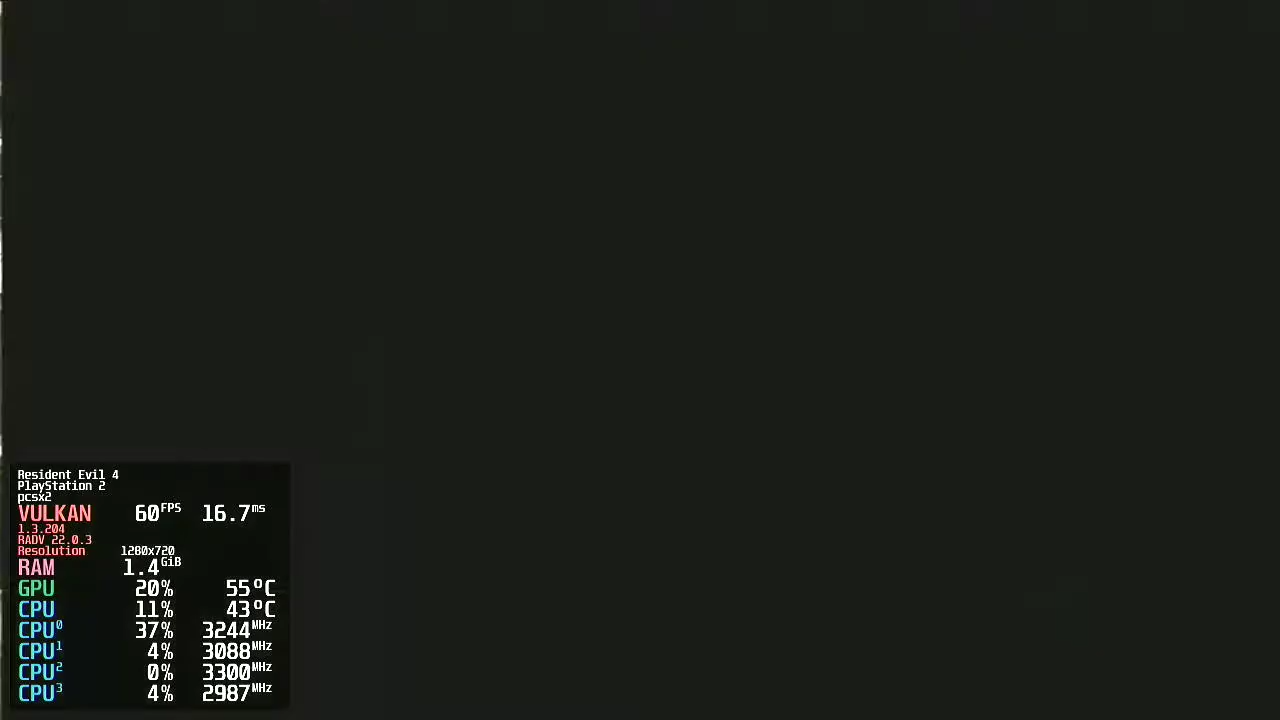 Resident Evil 4
PlayStation 2
pcsx2
VULKAN 60FPS 16.7ms
1.3.204
RADV 22.0.3
Resolution 1280x720
RAM 1.4GiB
GPU 20% 55°C
CPU 11% 43°C
CPU0 37% 3244MHz
CPU1 4% 3088MHz
CPU2 0% 3300MHz
CPU3 4% 2987MHz